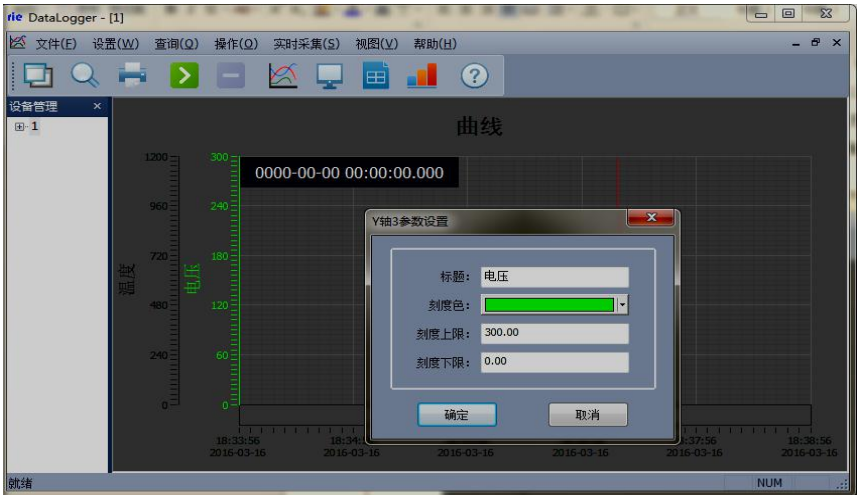 rie DataLogger - [1]
文件(F) 设置(W) 查询(Q) 操作(O) 实时采集(S) 视图(V) 帮助(H)
设备管理 ×
1
曲线
1200 300
0000-00-00 00:00:00.000
960 240
720 180
480 120
240 60
0 0
温度
电压
Y轴3参数设置
标题: 电压
刻度色:
刻度上限: 300.00
刻度下限: 0.00
确定 取消
18:33:56 18:34: :37:56 18:38:56
2016-03-16 2016-03-16 2016-03-16 2016-03-16 2016-03-16 2016-03-16
就绪 NUM